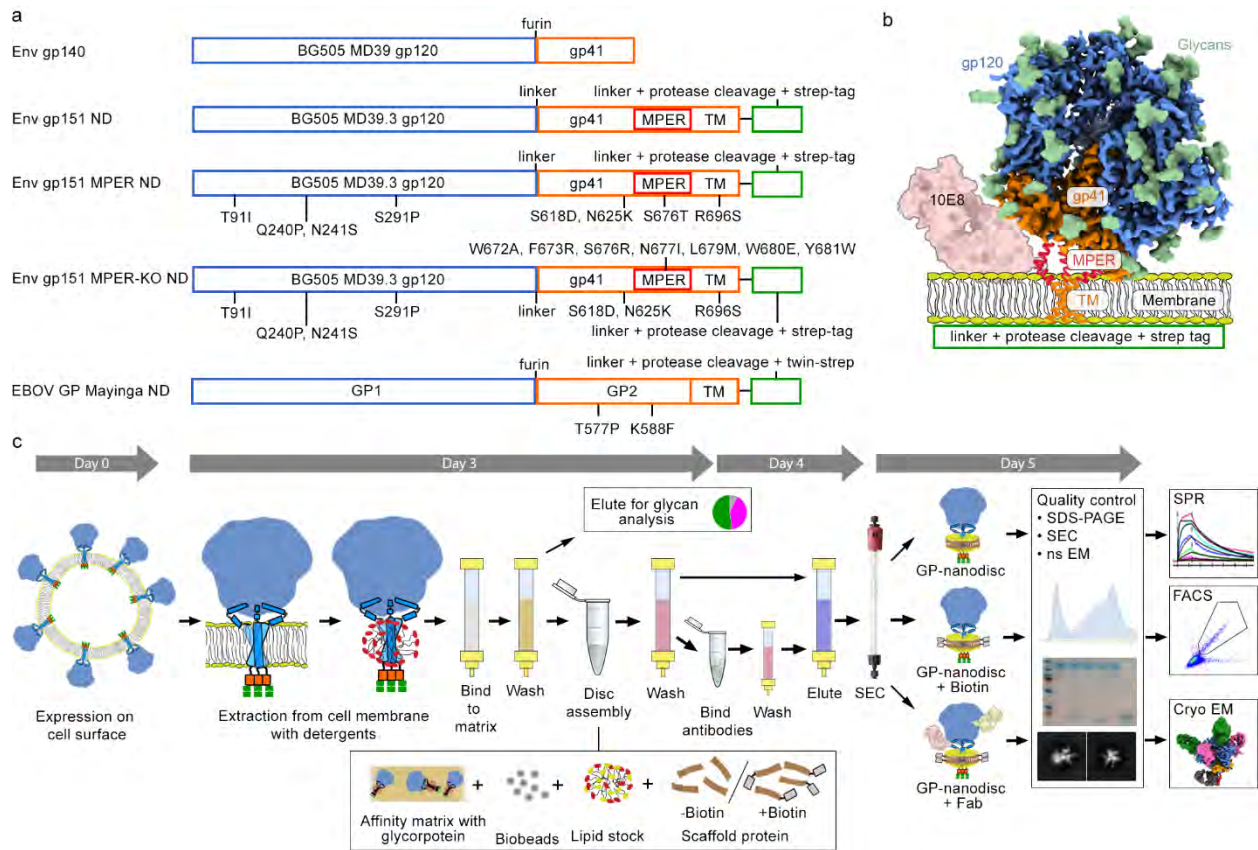 a
furin
Env gp140
BG505 MD39 gp120
gp41
linker
linker + protease cleavage + strep-tag
Env gp151 ND
BG505 MD39.3 gp120
gp41
MPER
TM
linker
linker + protease cleavage + strep-tag
Env gp151 MPER ND
BG505 MD39.3 gp120
gp41
MPER
TM
T91I
Q240P, N241S
S291P
S618D, N625K
S676T
R696S
W672A, F673R, S676R, N677I, L679M, W680E, Y681W
Env gp151 MPER-KO ND
BG505 MD39.3 gp120
gp41
MPER
TM
T91I
Q240P, N241S
S291P
linker
S618D, N625K
R696S
linker + protease cleavage + strep-tag
furin
linker + protease cleavage + twin-strep
EBOV GP Mayinga ND
GP1
GP2
TM
T577P
K588F
b
Glycans
gp120
10E8
gp41
MPER
TM
Membrane
linker + protease cleavage + strep tag
c
Day 0
Day 3
Day 4
Day 5
Elute for glycan
analysis
Expression on
cell surface
Extraction from cell membrane
with detergents
Bind
to
matrix
Wash
Disc
assembly
Wash
Bind
antibodies
Wash
Elute
SEC
GP-nanodisc
GP-nanodisc
+ Biotin
GP-nanodisc
+ Fab
Quality control
• SDS-PAGE
• SEC
• ns EM
SPR
FACS
Cryo EM
Affinity matrix with
glycorpotein
+
Biobeads
+
Lipid stock
+
-Biotin
/
+Biotin
Scaffold protein